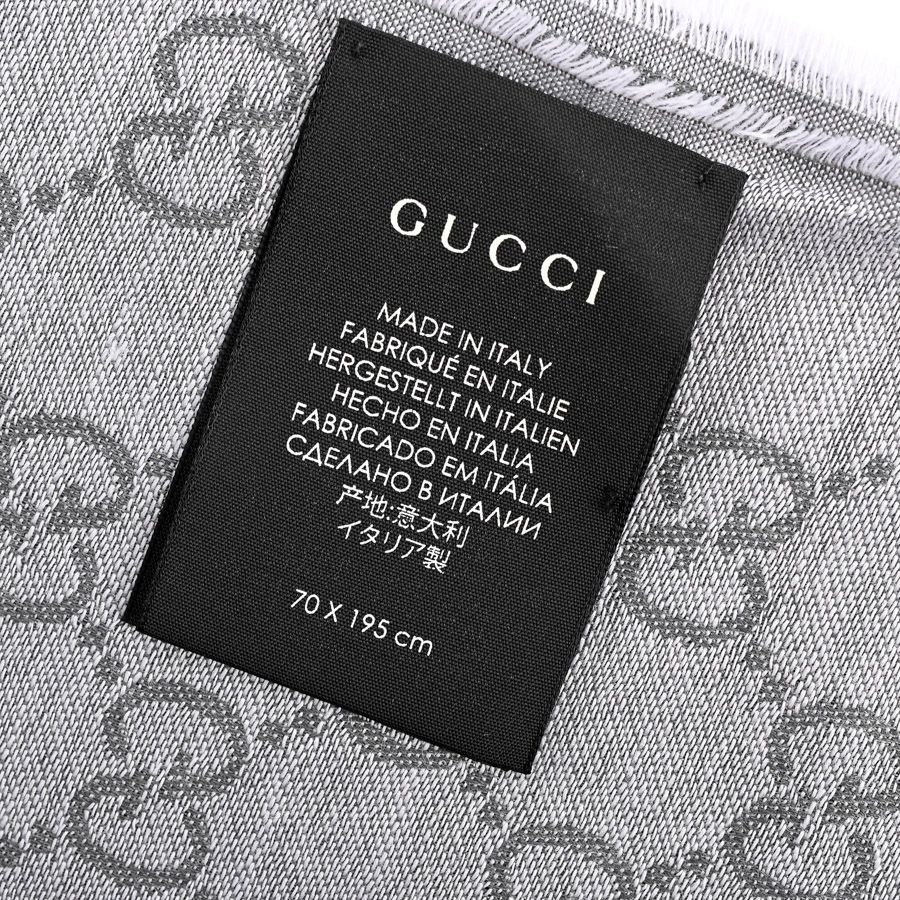 GUCCI
MADE IN ITALY
FABRIQUÉ EN ITALIE
HERGESTELLT IN ITALIEN
HECHO EN ITALIA
FABRICADO EM ITÁLIA
СДЕЛАНО В ИТАЛИИ
产地:意大利
イタリア製
70 X 195 cm